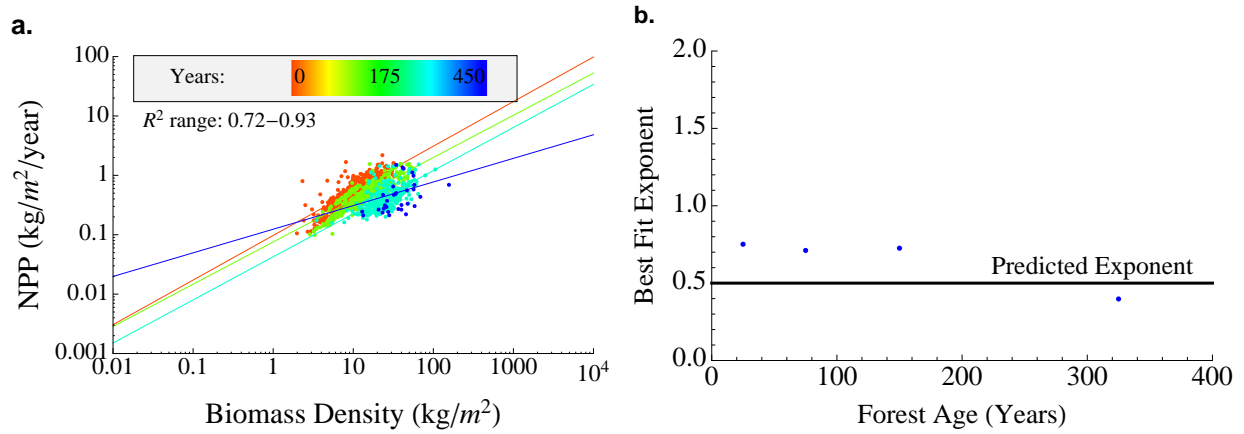 a.
NPP (kg/m²/year)
100
10
1
0.1
0.01
0.001
Years: 0 175 450
R² range: 0.72–0.93
0.01 0.1 1 10 100 1000 10⁴
Biomass Density (kg/m²)
b.
Best Fit Exponent
2.0
1.5
1.0
0.5
0.0
Predicted Exponent
0 100 200 300 400
Forest Age (Years)